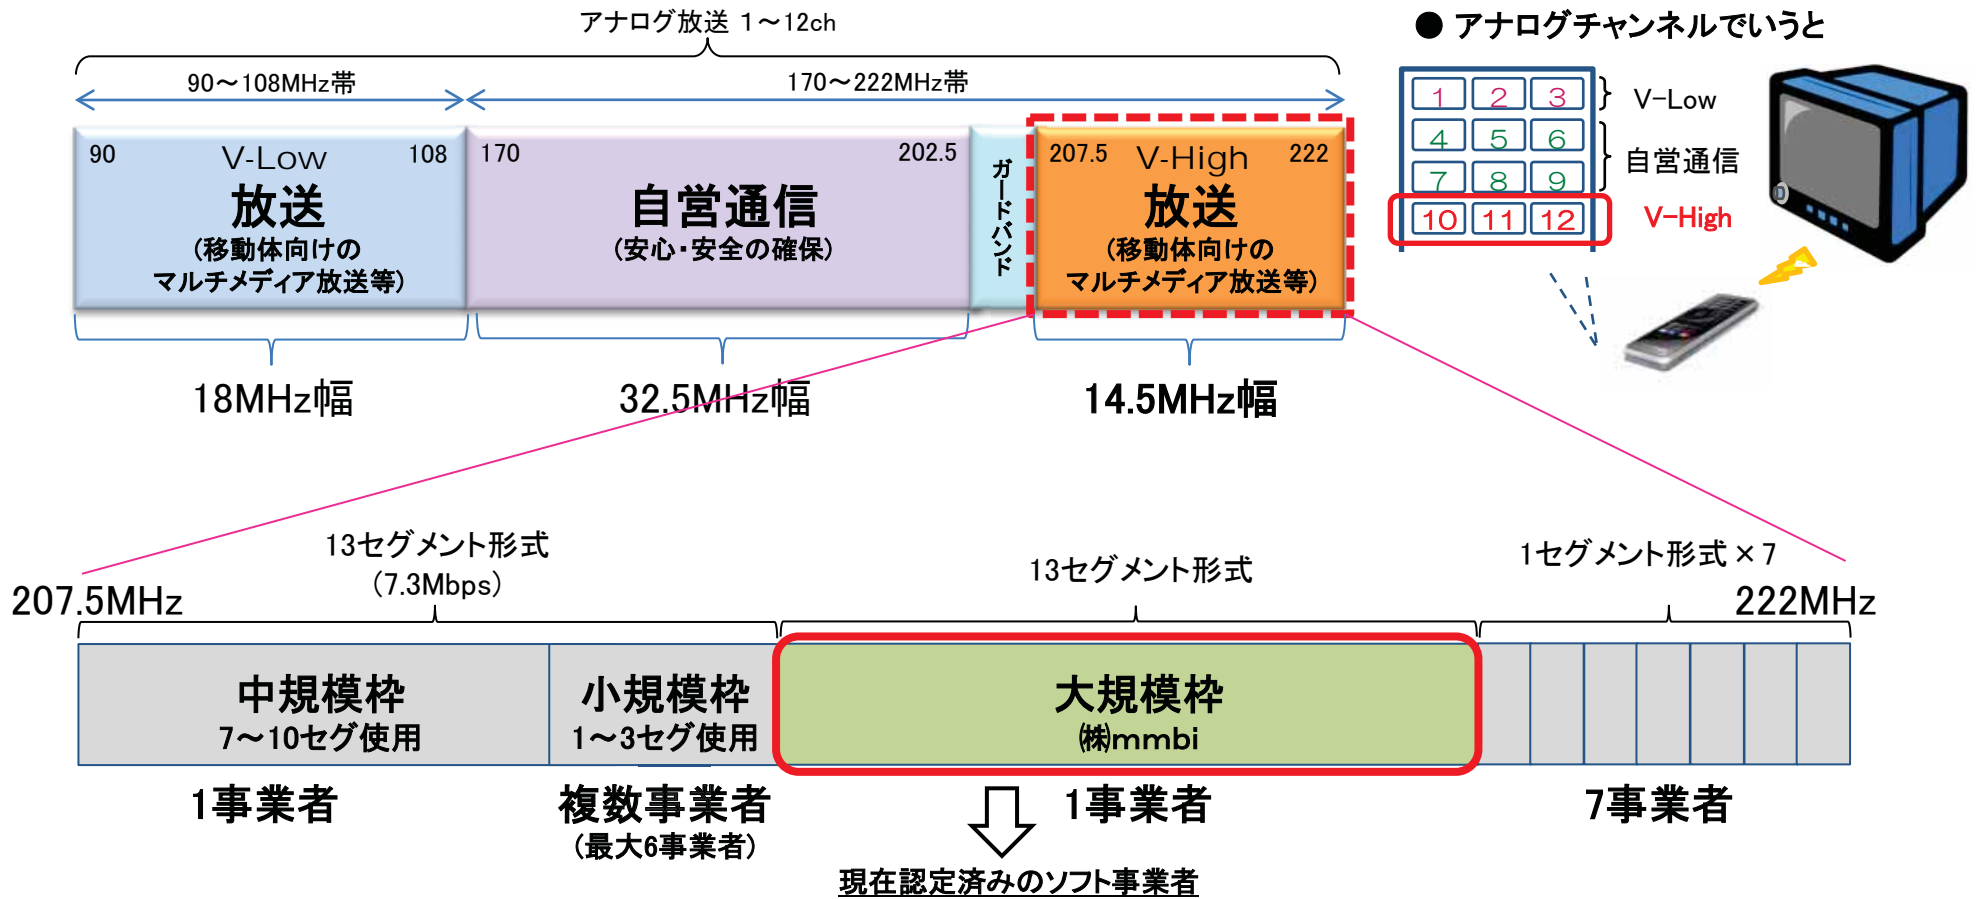 アナログ放送 1～12ch
90～108MHz帯
170～222MHz帯
90
V-Low
108
放送
(移動体向けの
マルチメディア放送等)
170
202.5
自営通信
(安心・安全の確保)
ガードバンド
207.5
V-High
222
放送
(移動体向けの
マルチメディア放送等)
18MHz幅
32.5MHz幅
14.5MHz幅
● アナログチャンネルでいうと
1 2 3
V-Low
4 5 6
7 8 9
自営通信
10 11 12
V-High
207.5MHz
13セグメント形式
(7.3Mbps)
13セグメント形式
1セグメント形式×7
222MHz
中規模枠
7～10セグ使用
小規模枠
1～3セグ使用
大規模枠
㈱mmbi
1事業者
複数事業者
(最大6事業者)
1事業者
7事業者
現在認定済みのソフト事業者